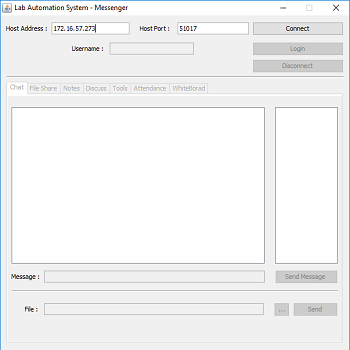 Lab Automation System - Messenger
Host Address : 172.16.57.273 Host Port : 51017 Connect
Username : Login
Disconnect
Chat File Share Notes Discuss Tools Attendance WhiteBorad
Message : Send Message
File : ... Send